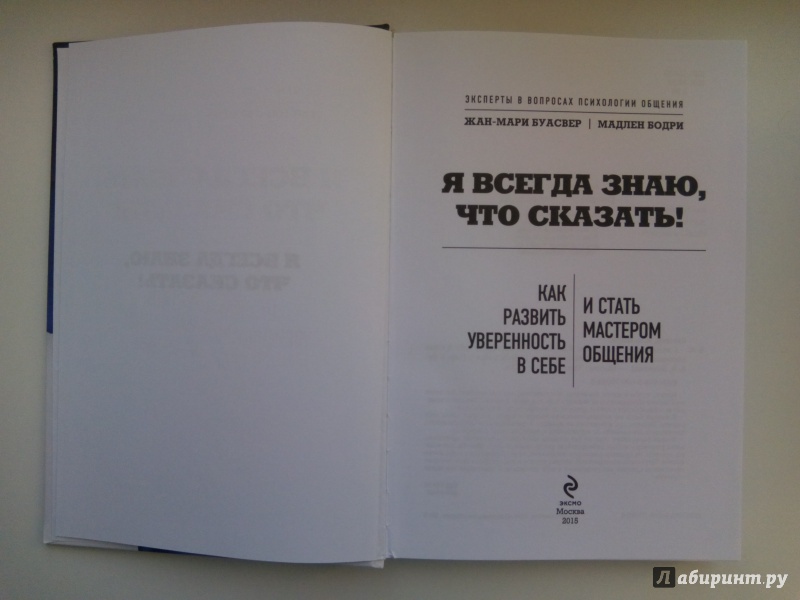 ЭКСПЕРТЫ В ВОПРОСАХ ПСИХОЛОГИИ ОБЩЕНИЯ
ЖАН-МАРИ БУАСВЕР | МАДЛЕН БОДРИ
Я ВСЕГДА ЗНАЮ,
ЧТО СКАЗАТЬ!
КАК
РАЗВИТЬ
УВЕРЕННОСТЬ
В СЕБЕ
И СТАТЬ
МАСТЕРОМ
ОБЩЕНИЯ
ЭКСМО
Москва
2015
Лабиринт.ру